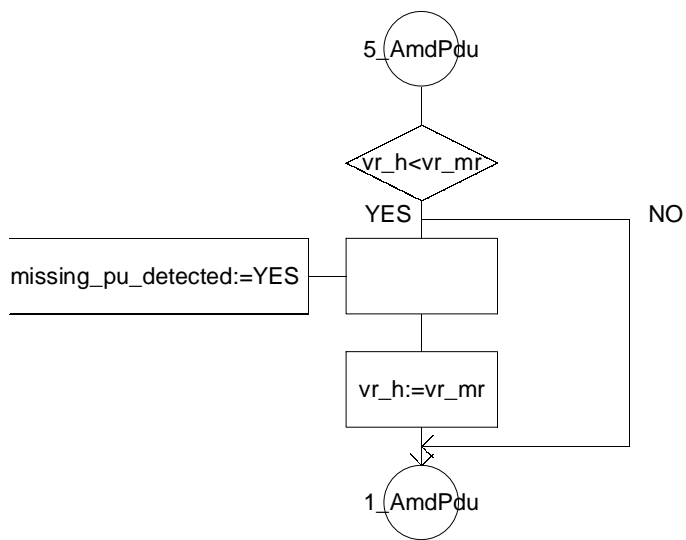 5_AmdPdu
vr_h<vr_mr
YES
NO
missing_pu_detected:=YES
vr_h:=vr_mr
1_AmdPdu